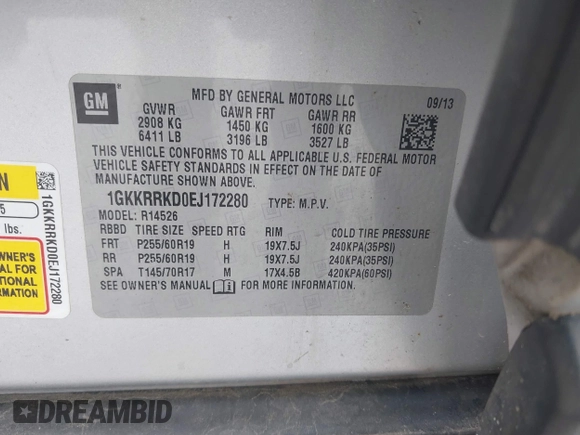 GM
MFD BY GENERAL MOTORS LLC
09/13
GVWR GAWR FRT GAWR RR
2908 KG 1450 KG 1600 KG
6411 LB 3196 LB 3527 LB
THIS VEHICLE CONFORMS TO ALL APPLICABLE U.S. FEDERAL MOTOR
VEHICLE SAFETY STANDARDS IN EFFECT ON THE DATE OF
MANUFACTURE SHOWN ABOVE.
1GKKRRKD0EJ172280 TYPE: M.P.V.
MODEL: R14526
RBBD TIRE SIZE SPEED RTG RIM COLD TIRE PRESSURE
FRT P255/60R19 H 19X7.5J 240KPA(35PSI)
RR P255/60R19 H 19X7.5J 240KPA(35PSI)
SPA T145/70R17 M 17X4.5B 420KPA(60PSI)
SEE OWNER'S MANUAL FOR MORE INFORMATION.
N
5
lbs.
OWNER'S
AL FOR
TIONAL
RMATION
1GKKRRKD0EJ172280
DREAMBID